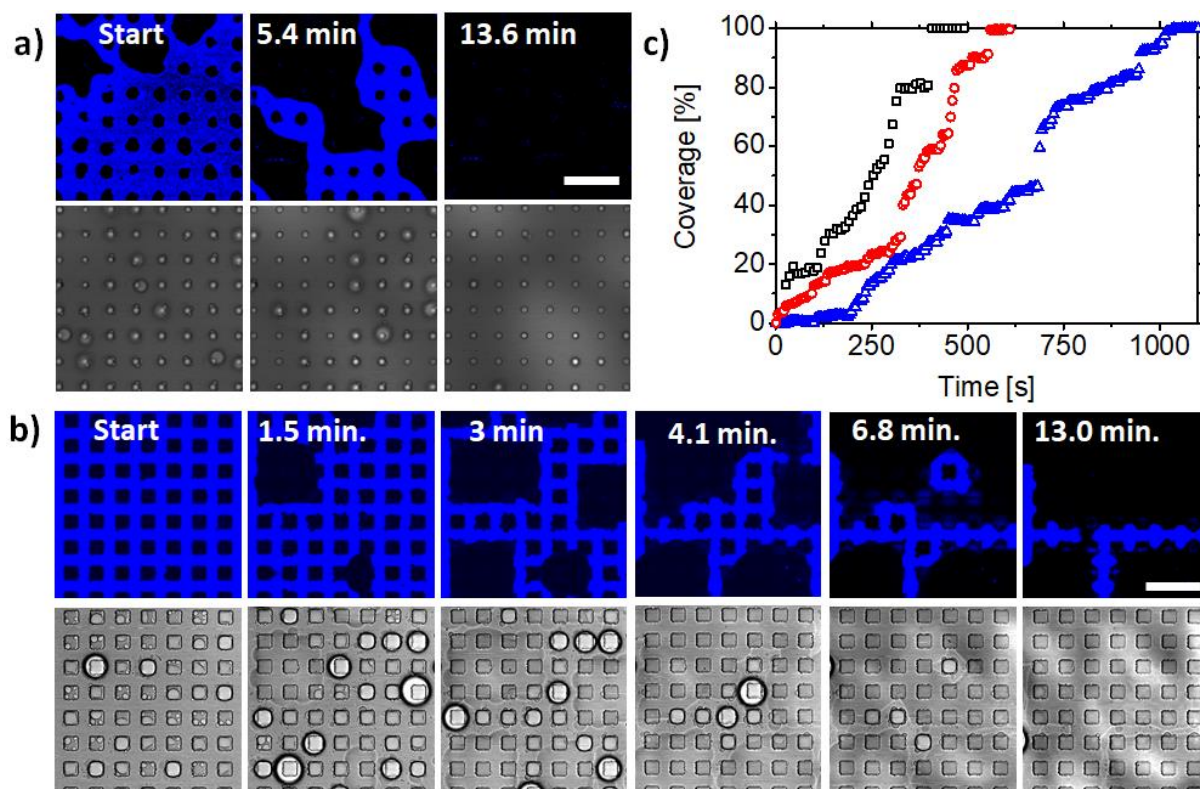 a)
Start
5.4 min
13.6 min
b)
Start
1.5 min.
3 min
4.1 min.
6.8 min.
13.0 min.
c)
Coverage [%]
100
80
60
40
20
0
0
250
500
750
1000
Time [s]